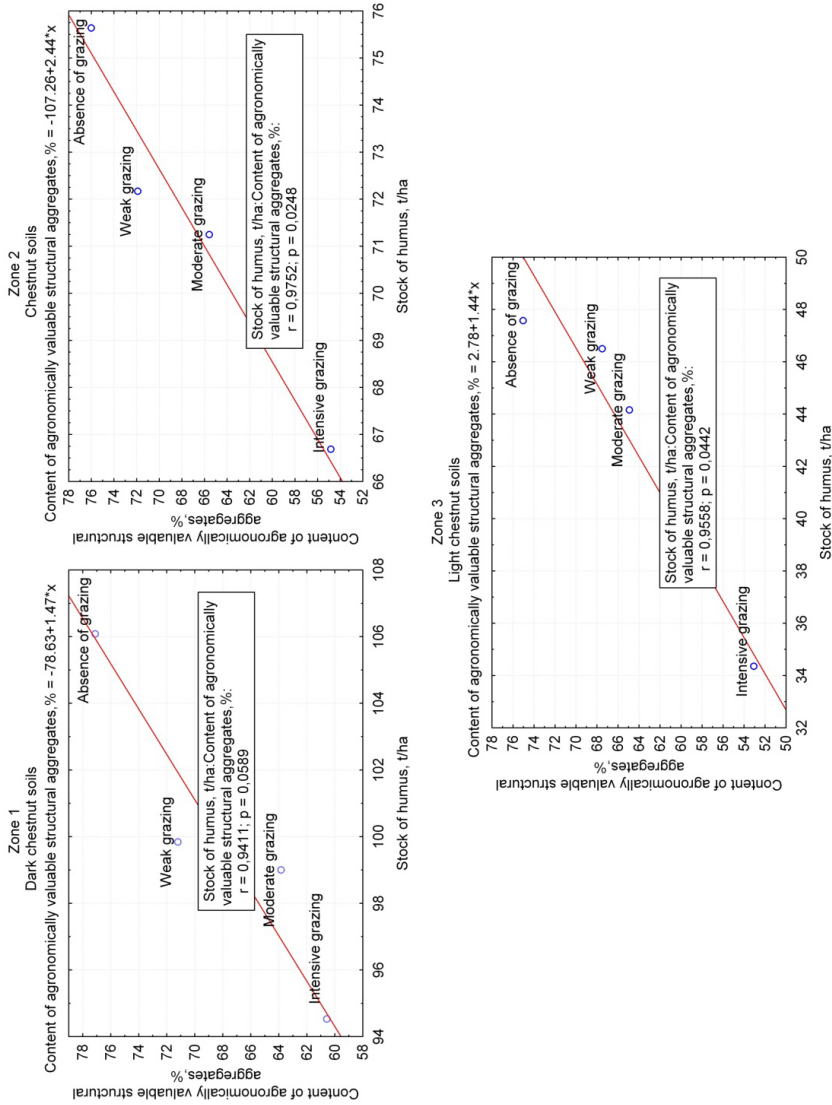 Zone 1
Dark chestnut soils
Content of agronomically valuable structural aggregates,% = -78.63+1.47*x
78
76
74
72
70
68
66
64
62
60
58
Content of agronomically valuable structural
aggregates,%
Absence of grazing
Weak grazing
Moderate grazing
Intensive grazing
Stock of humus, t/ha:Content of agronomically
valuable structural aggregates,%:
r = 0,9411; p = 0,0589
94
96
98
100
102
104
106
108
Stock of humus, t/ha
Zone 2
Chestnut soils
Content of agronomically valuable structural aggregates,% = -107.26+2.44*x
78
76
74
72
70
68
66
64
62
60
58
56
54
52
Content of agronomically valuable structural
aggregates,%
Absence of grazing
Weak grazing
Moderate grazing
Intensive grazing
Stock of humus, t/ha:Content of agronomically
valuable structural aggregates,%:
r = 0,9752; p = 0,0248
66
67
68
69
70
71
72
73
74
75
76
Stock of humus, t/ha
Zone 3
Light chestnut soils
Content of agronomically valuable structural aggregates,% = 2.78+1.44*x
78
76
74
72
70
68
66
64
62
60
58
56
54
52
50
Content of agronomically valuable structural
aggregates,%
Absence of grazing
Weak grazing
Moderate grazing
Intensive grazing
Stock of humus, t/ha:Content of agronomically
valuable structural aggregates,%:
r = 0,9558; p = 0,0442
32
34
36
38
40
42
44
46
48
50
Stock of humus, t/ha